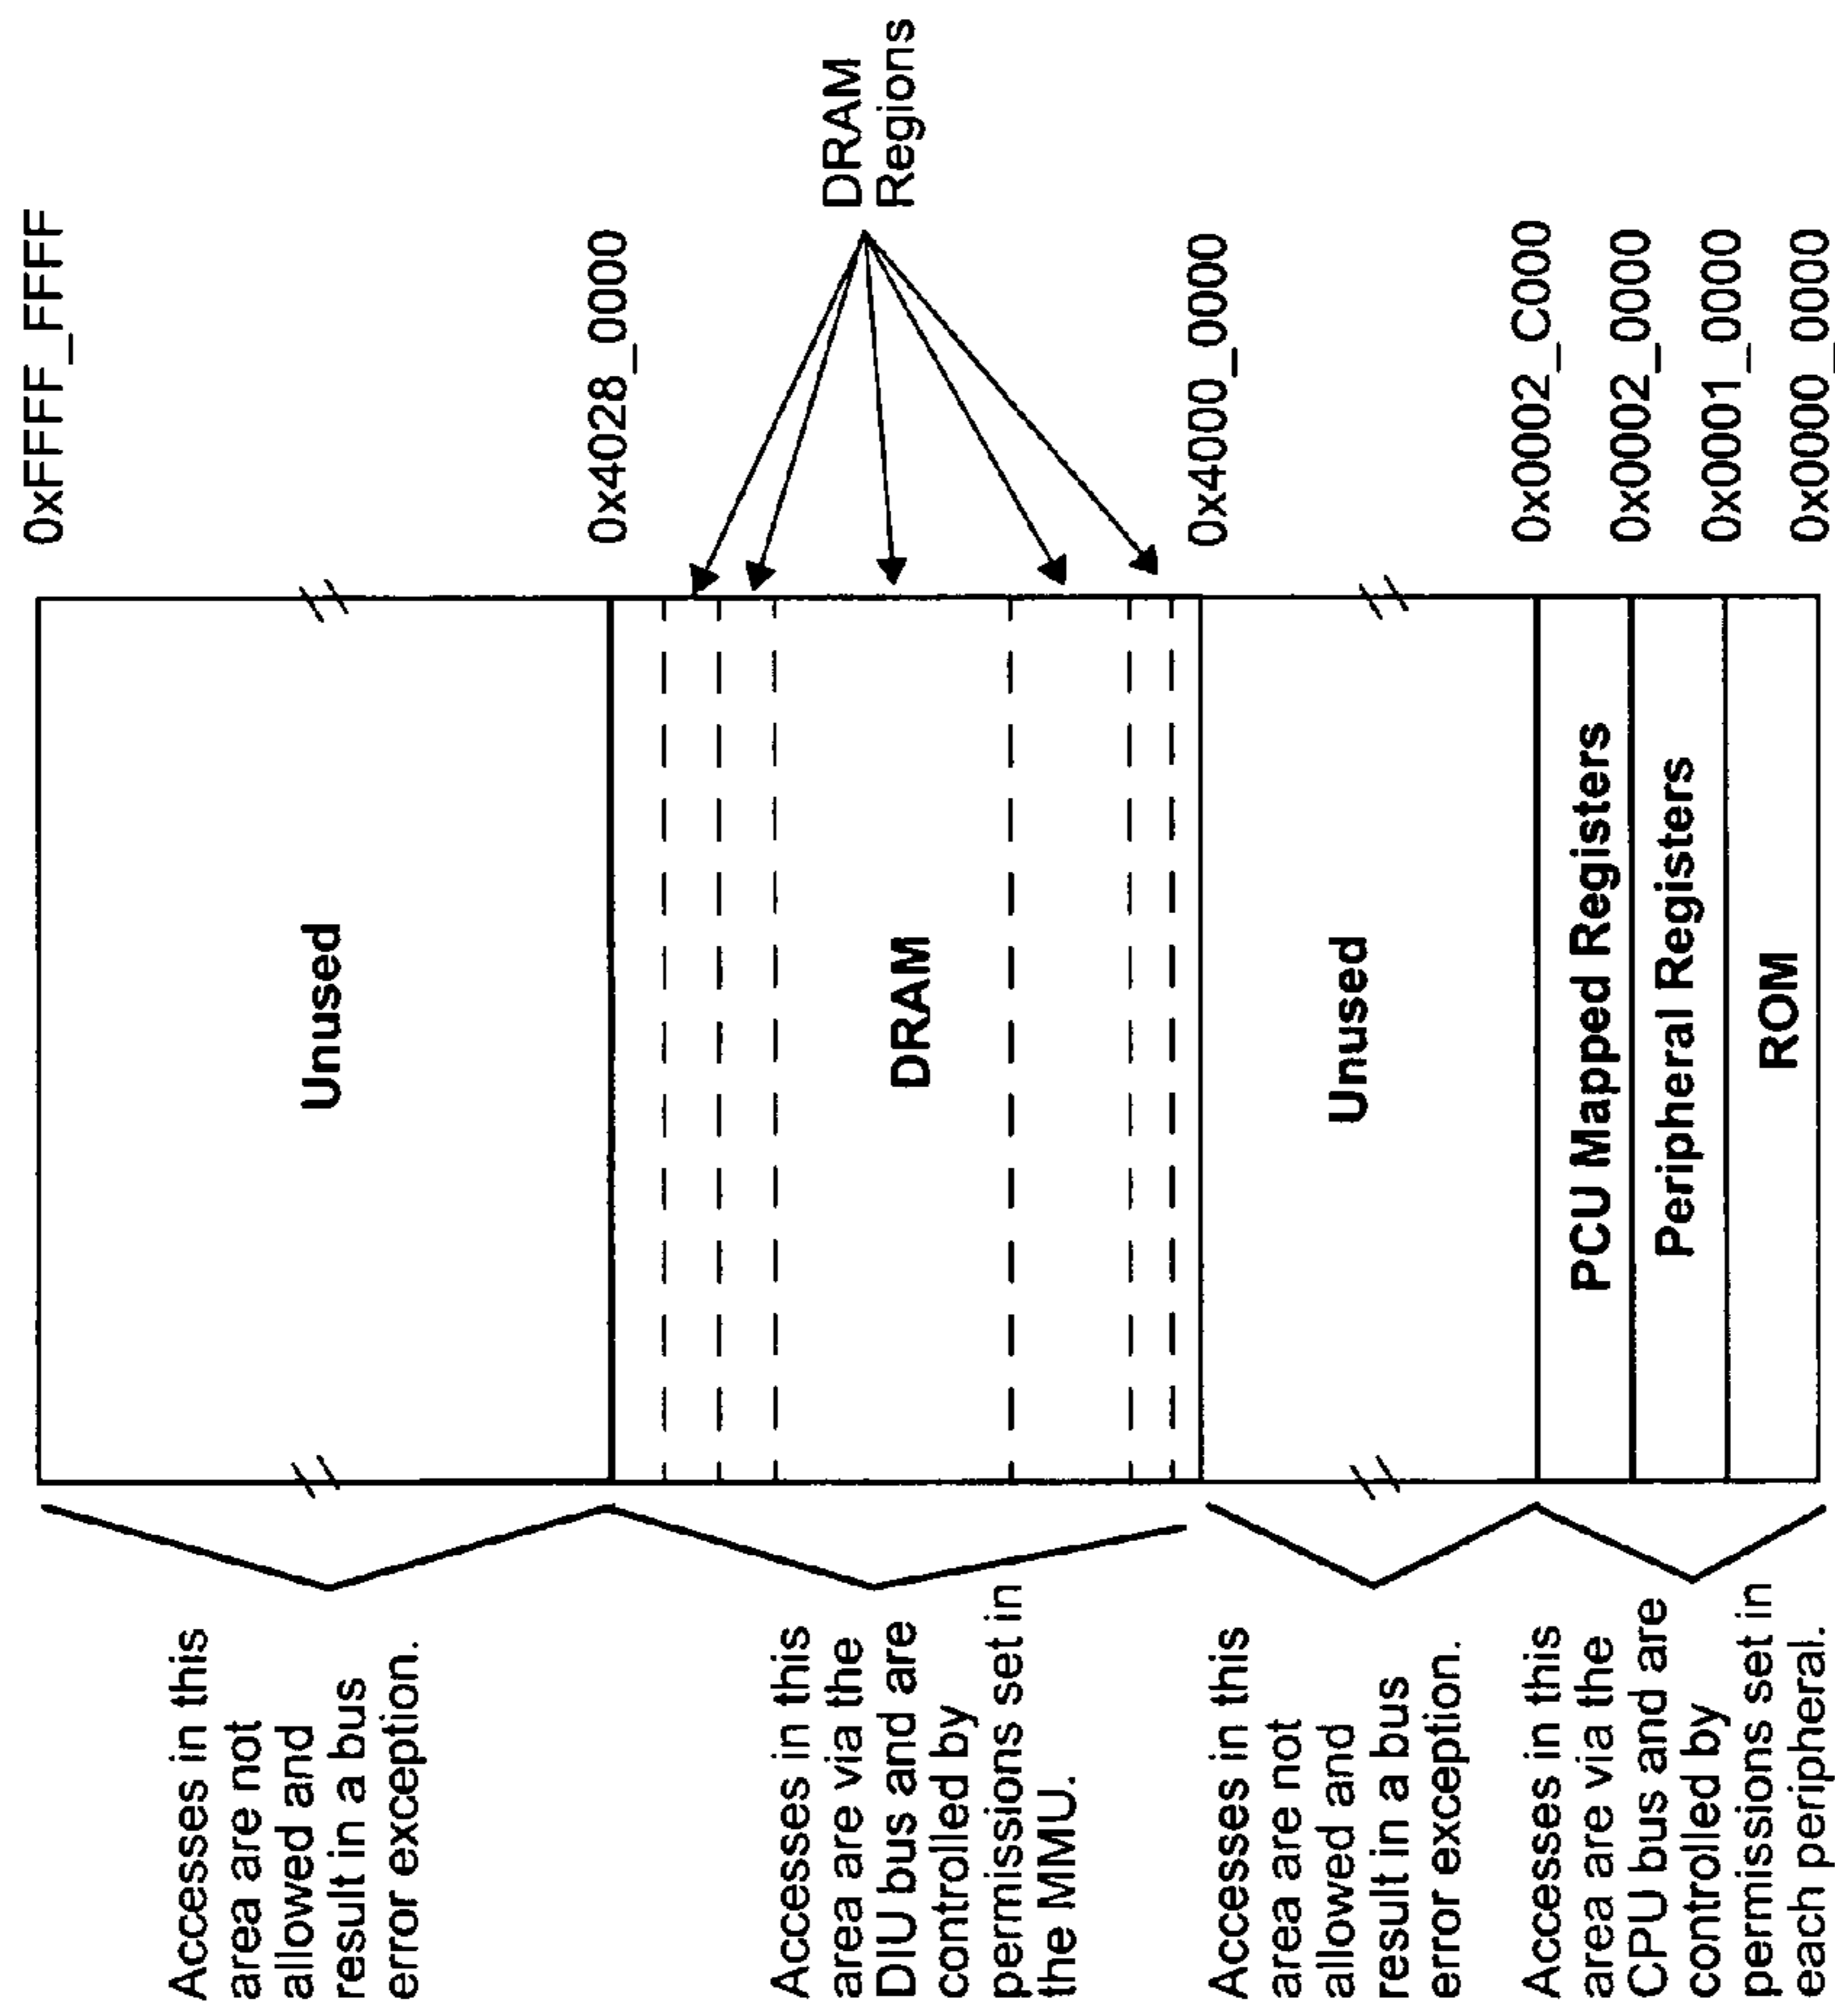 Accesses in this
area are not
allowed and
result in a bus
error exception.
Accesses in this
area are via the
DIU bus and are
controlled by
permissions set in
the MMU.
Accesses in this
area are not
allowed and
result in a bus
error exception.
Accesses in this
area are via the
CPU bus and are
controlled by
permissions set in
each peripheral.
Unused
DRAM
Unused
PCU Mapped Registers
Peripheral Registers
ROM
0xFFFF_FFFF
0x4028_0000
0x4000_0000
0x0002_C000
0x0002_0000
0x0001_0000
0x0000_0000
DRAM
Regions